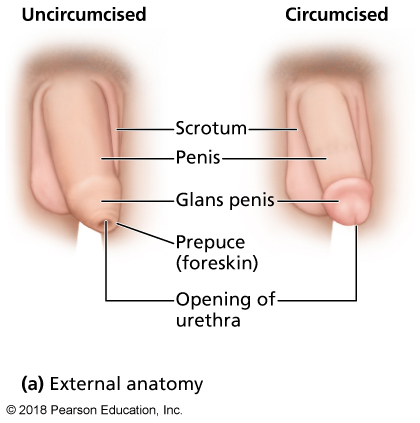 Uncircumcised
Circumcised
Scrotum
Penis
Glans penis
Prepuce
(foreskin)
Opening of
urethra
(a) External anatomy
© 2018 Pearson Education, Inc.